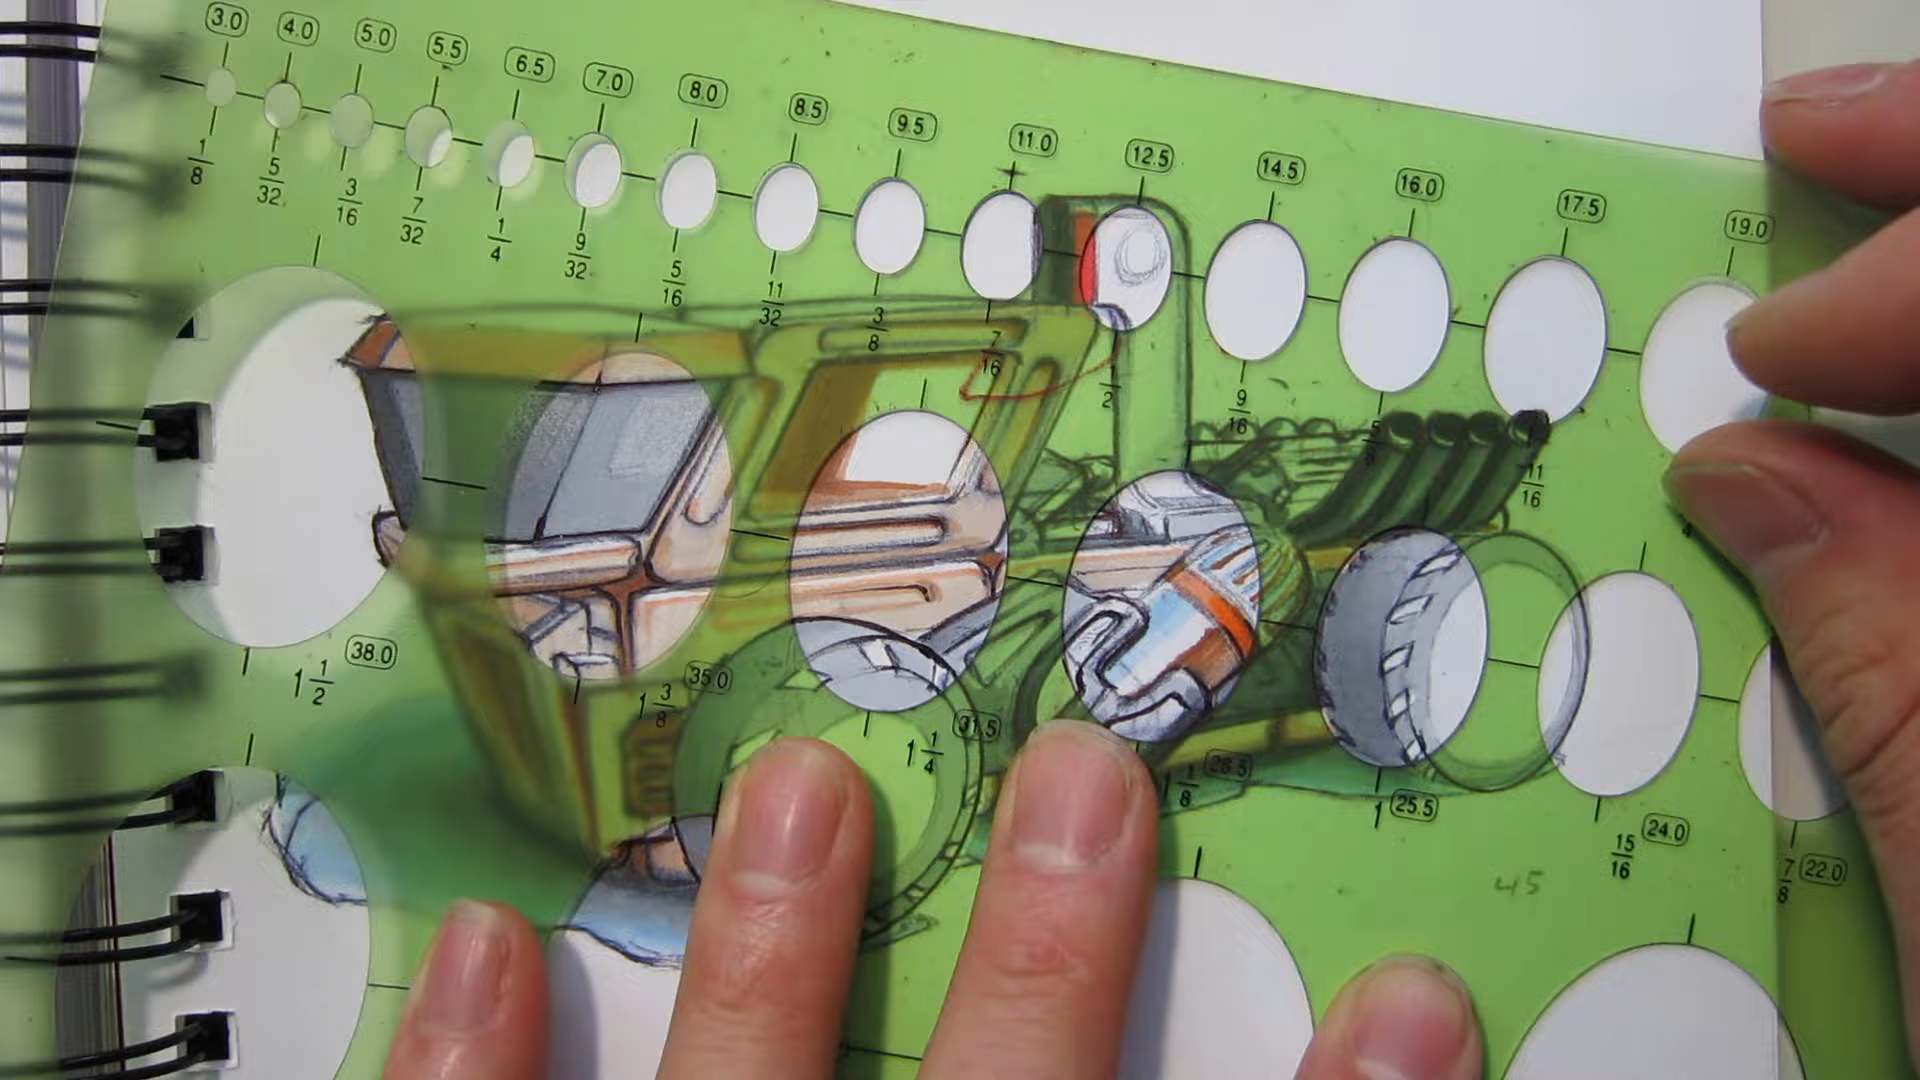 3.0 4.0 5.0 5.5 6.5 7.0 8.0 8.5 9.5 11.0 12.5 14.5 16.0 17.5 19.0
1/8 5/32 3/16 7/32 1/4 9/32 5/16 11/32 3/8 7/16 1/2 9/16 5/8 11/16
1 1/2 38.0 1 3/8 35.0 1 1/4 31.5 1 1/8 28.5 1 25.5 15/16 24.0 7/8 22.0
45